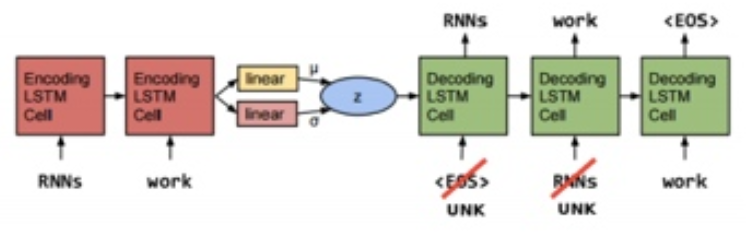 RNNs work <EOS>
Encoding
LSTM
Cell
Encoding
LSTM
Cell
linear
linear
μ
σ
z
Decoding
LSTM
Cell
Decoding
LSTM
Cell
Decoding
LSTM
Cell
RNNs work <EOS> RNNs work
UNK UNK